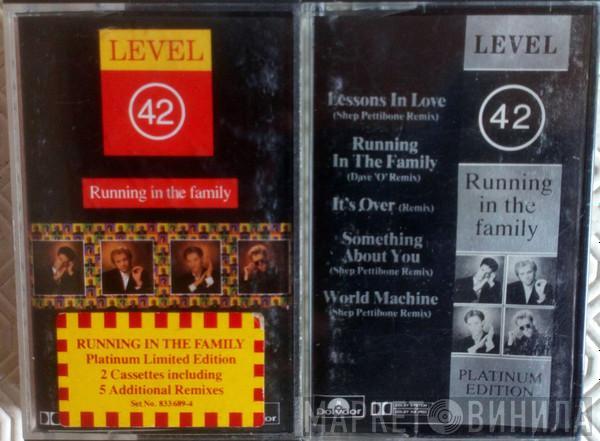 LEVEL
42
Running in the family
RUNNING IN THE FAMILY
Platinum Limited Edition
2 Cassettes including
5 Additional Remixes
Set No. 833 689-4
Lessons In Love
(Shep Pettibone Remix)
Running
In The Family
(Dave 'O' Remix)
It's Over (Remix)
Something
About You
(Shep Pettibone Remix)
World Machine
(Shep Pettibone Remix)
polydor
LEVEL
42
Running
in the
family
PLATINUM
EDITION
МАРКЕТ ВИНИЛА